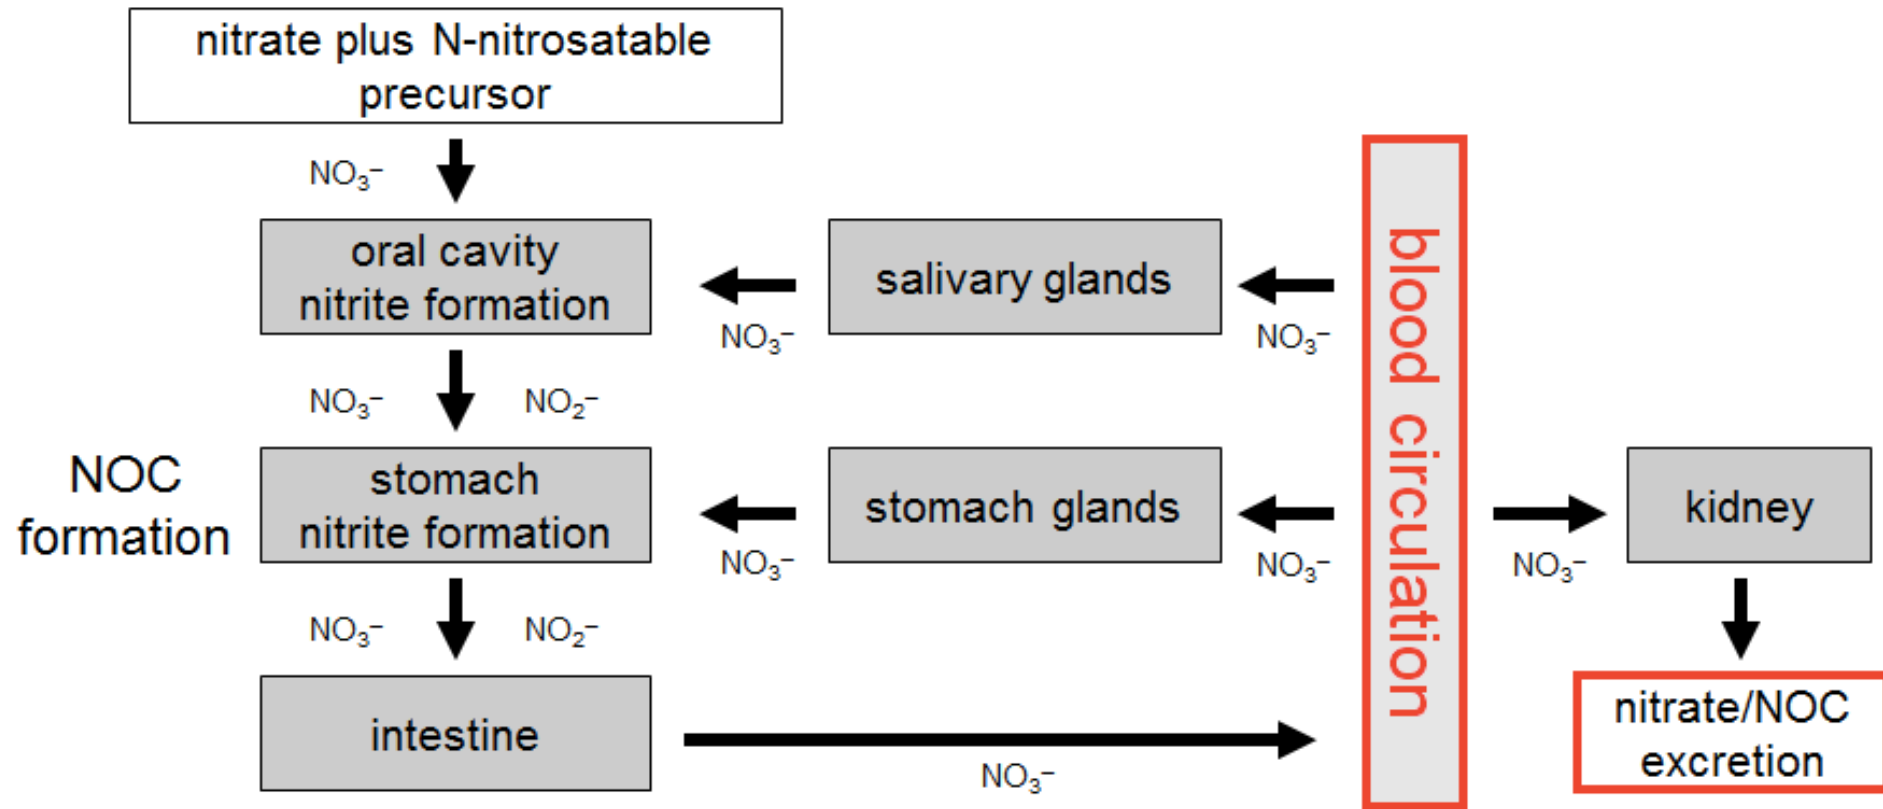 nitrate plus N-nitrosatable
precursor
NO₃⁻
oral cavity
nitrite formation
NO₃⁻
salivary glands
NO₃⁻
NO₃⁻
NO₂⁻
NOC
formation
stomach
nitrite formation
NO₃⁻
stomach glands
NO₃⁻
blood circulation
NO₃⁻
kidney
NO₃⁻
NO₂⁻
intestine
NO₃⁻
nitrate/NOC
excretion